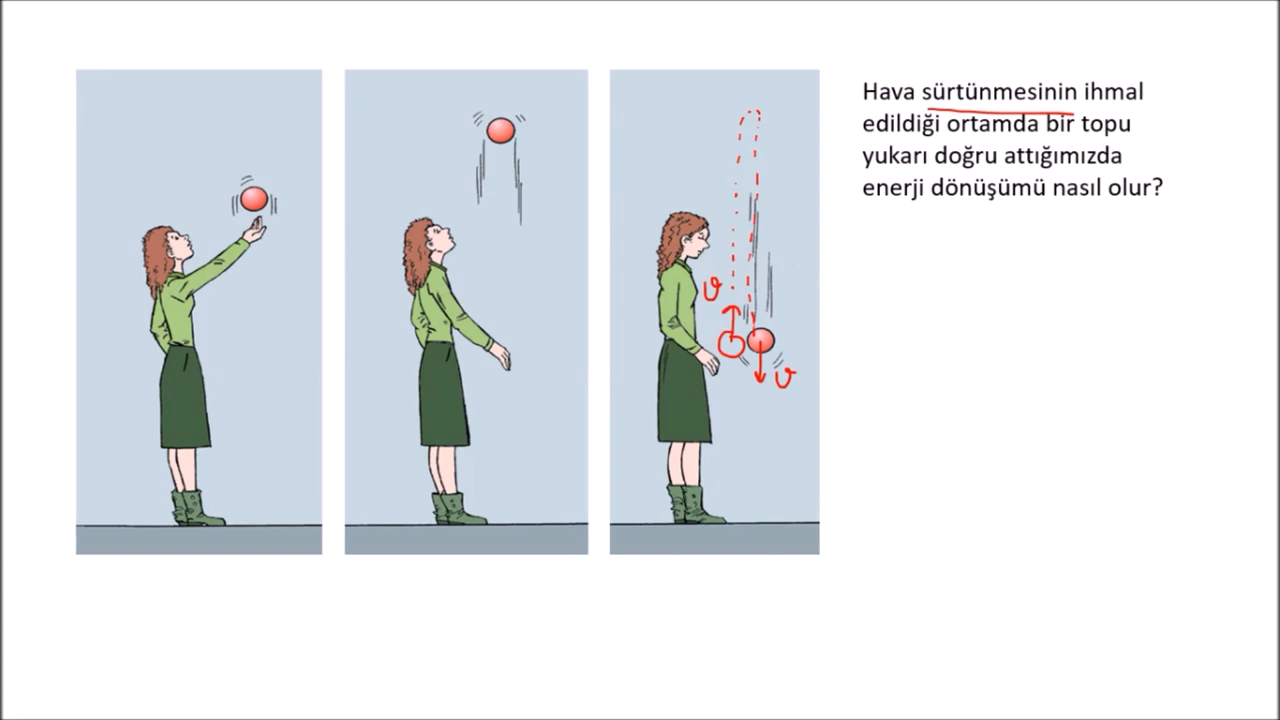 Hava sürtünmesinin ihmal
edildiği ortamda bir topu
yukarı doğru attığımızda
enerji dönüşümü nasıl olur?
v
v